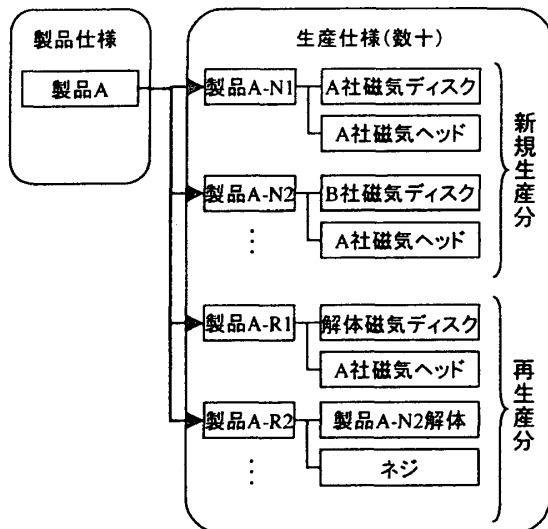 製品仕様
製品A
生産仕様(数十)
製品A-N1
A社磁気ディスク
A社磁気ヘッド
製品A-N2
B社磁気ディスク
A社磁気ヘッド
⋮
新規生産分
製品A-R1
解体磁気ディスク
A社磁気ヘッド
製品A-R2
製品A-N2解体
ネジ
⋮
再生産分